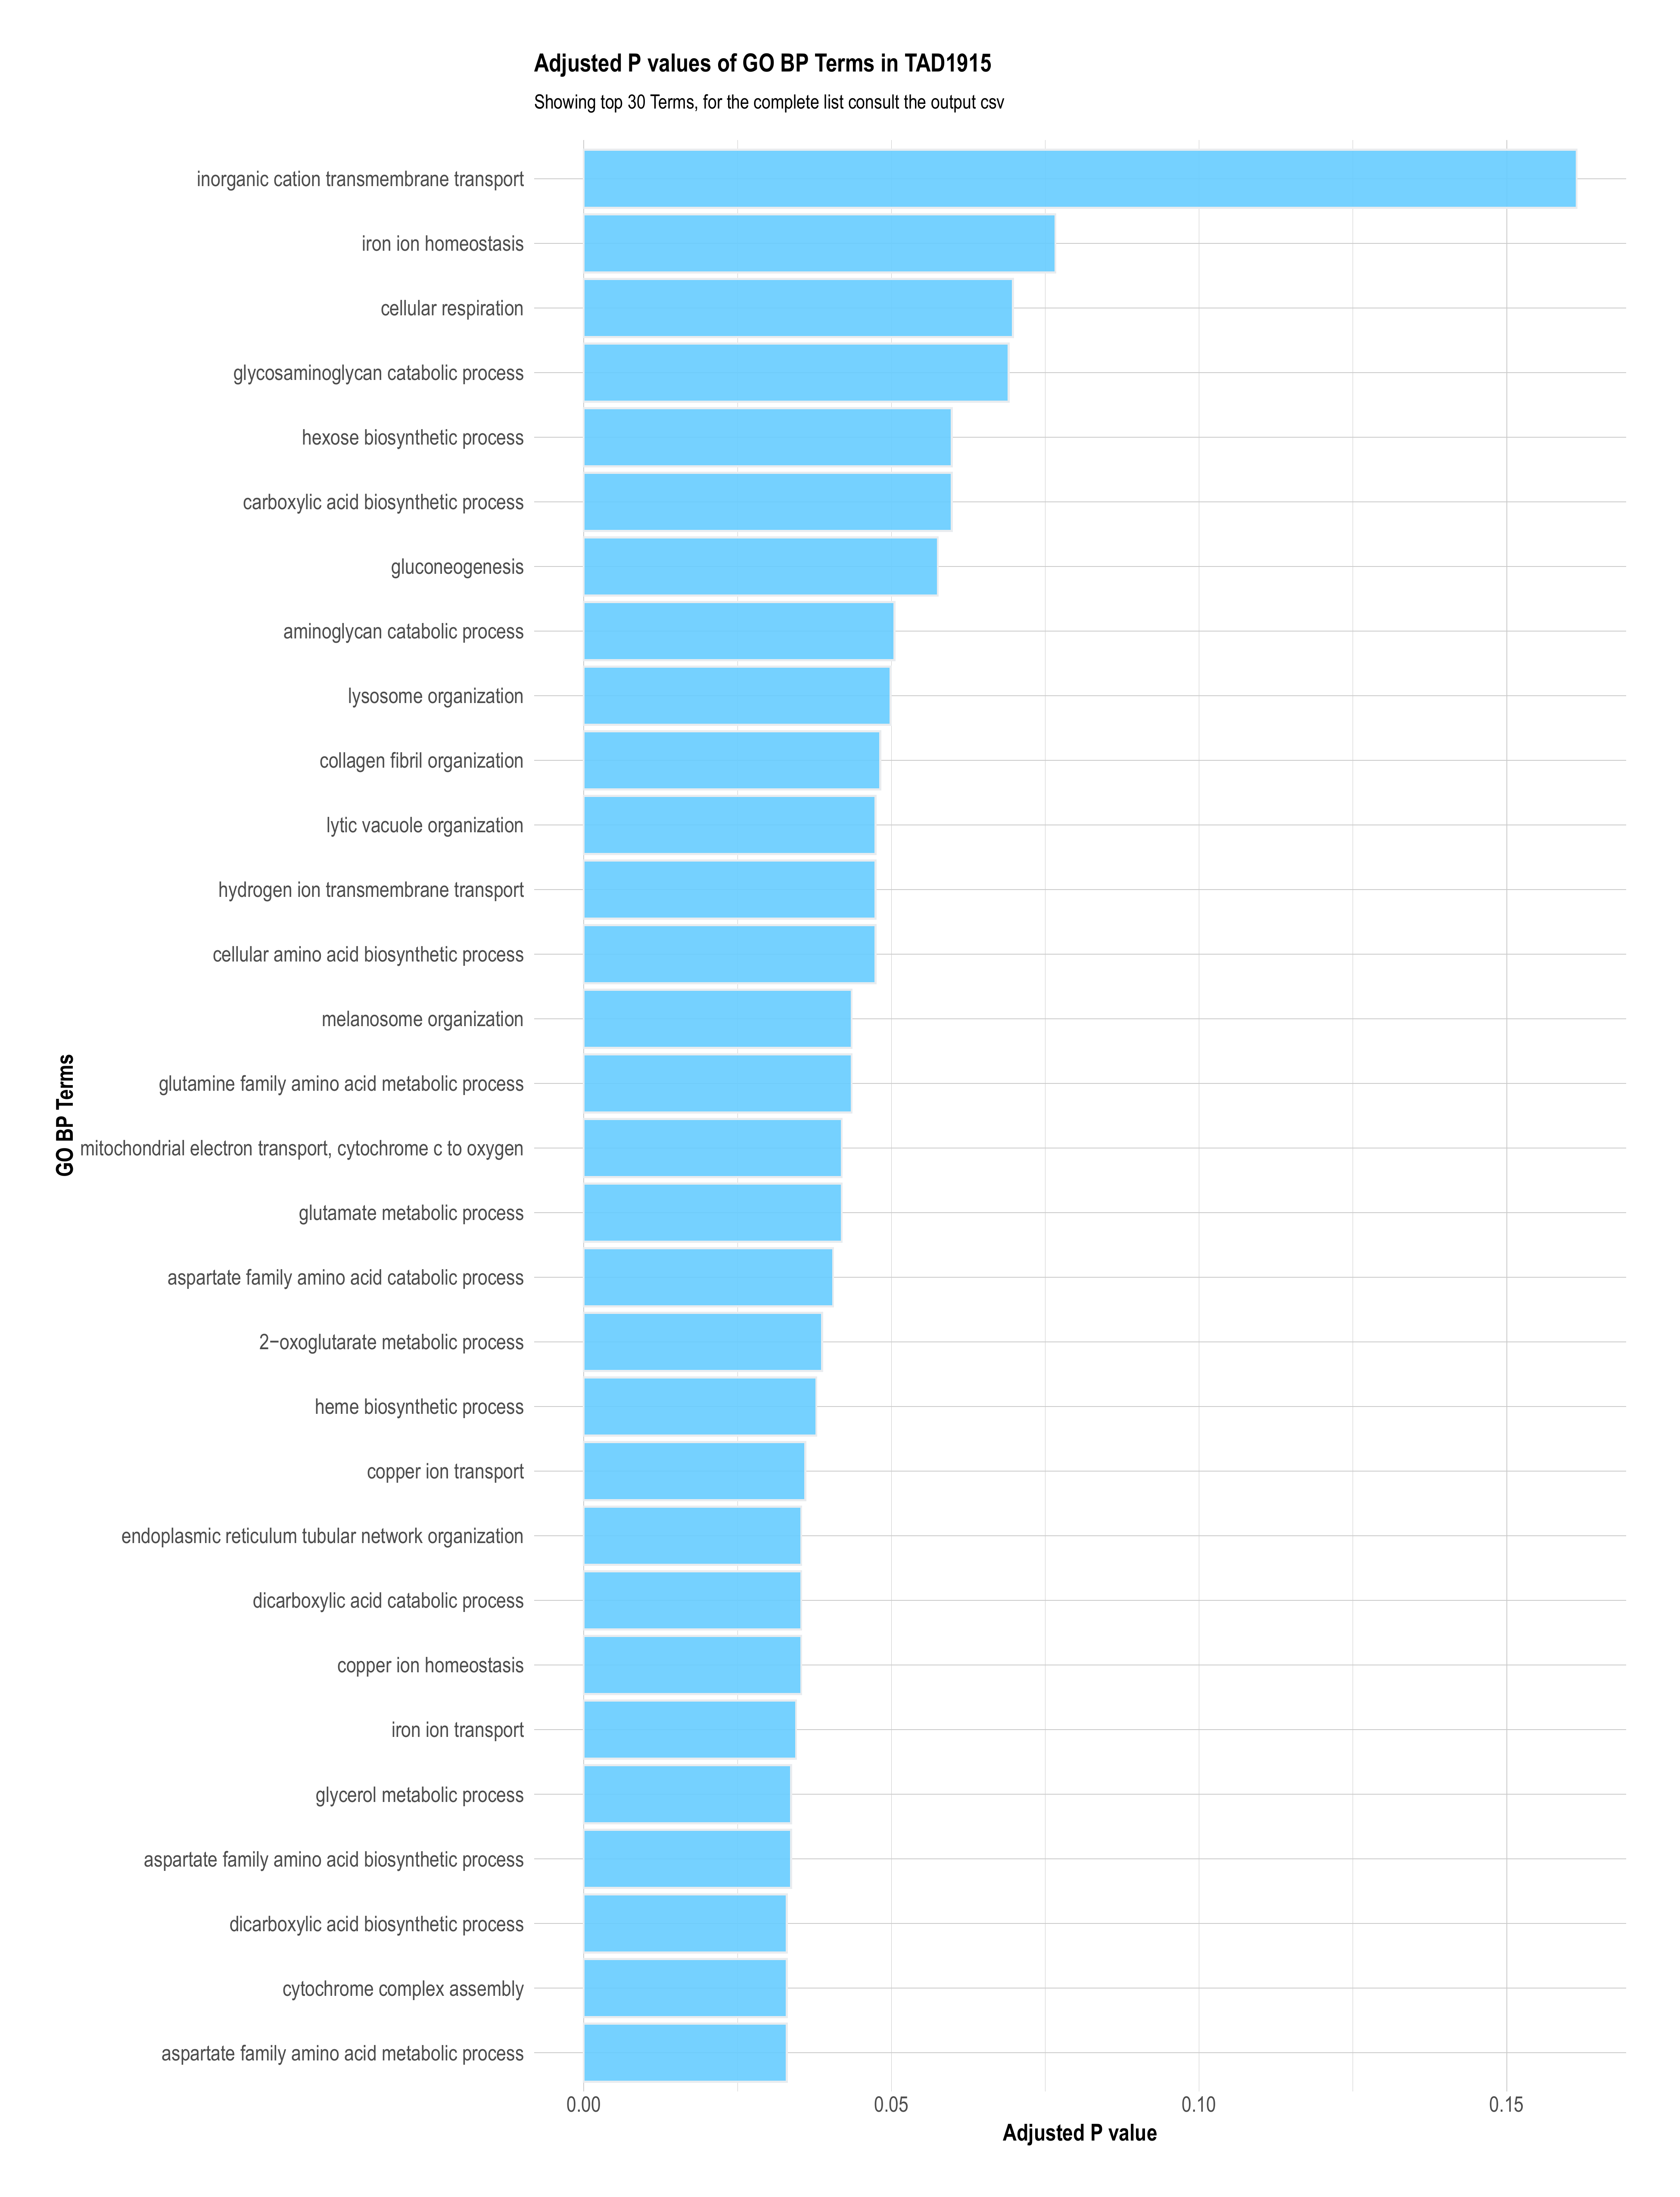 Adjusted P values of GO BP Terms in TAD1915
Showing top 30 Terms, for the complete list consult the output csv
inorganic cation transmembrane transport
iron ion homeostasis
cellular respiration
glycosaminoglycan catabolic process
hexose biosynthetic process
carboxylic acid biosynthetic process
gluconeogenesis
aminoglycan catabolic process
lysosome organization
collagen fibril organization
lytic vacuole organization
hydrogen ion transmembrane transport
cellular amino acid biosynthetic process
melanosome organization
glutamine family amino acid metabolic process
mitochondrial electron transport, cytochrome c to oxygen
glutamate metabolic process
aspartate family amino acid catabolic process
2−oxoglutarate metabolic process
heme biosynthetic process
copper ion transport
endoplasmic reticulum tubular network organization
dicarboxylic acid catabolic process
copper ion homeostasis
iron ion transport
glycerol metabolic process
aspartate family amino acid biosynthetic process
dicarboxylic acid biosynthetic process
cytochrome complex assembly
aspartate family amino acid metabolic process
GO BP Terms
0.00 0.05 0.10 0.15
Adjusted P value